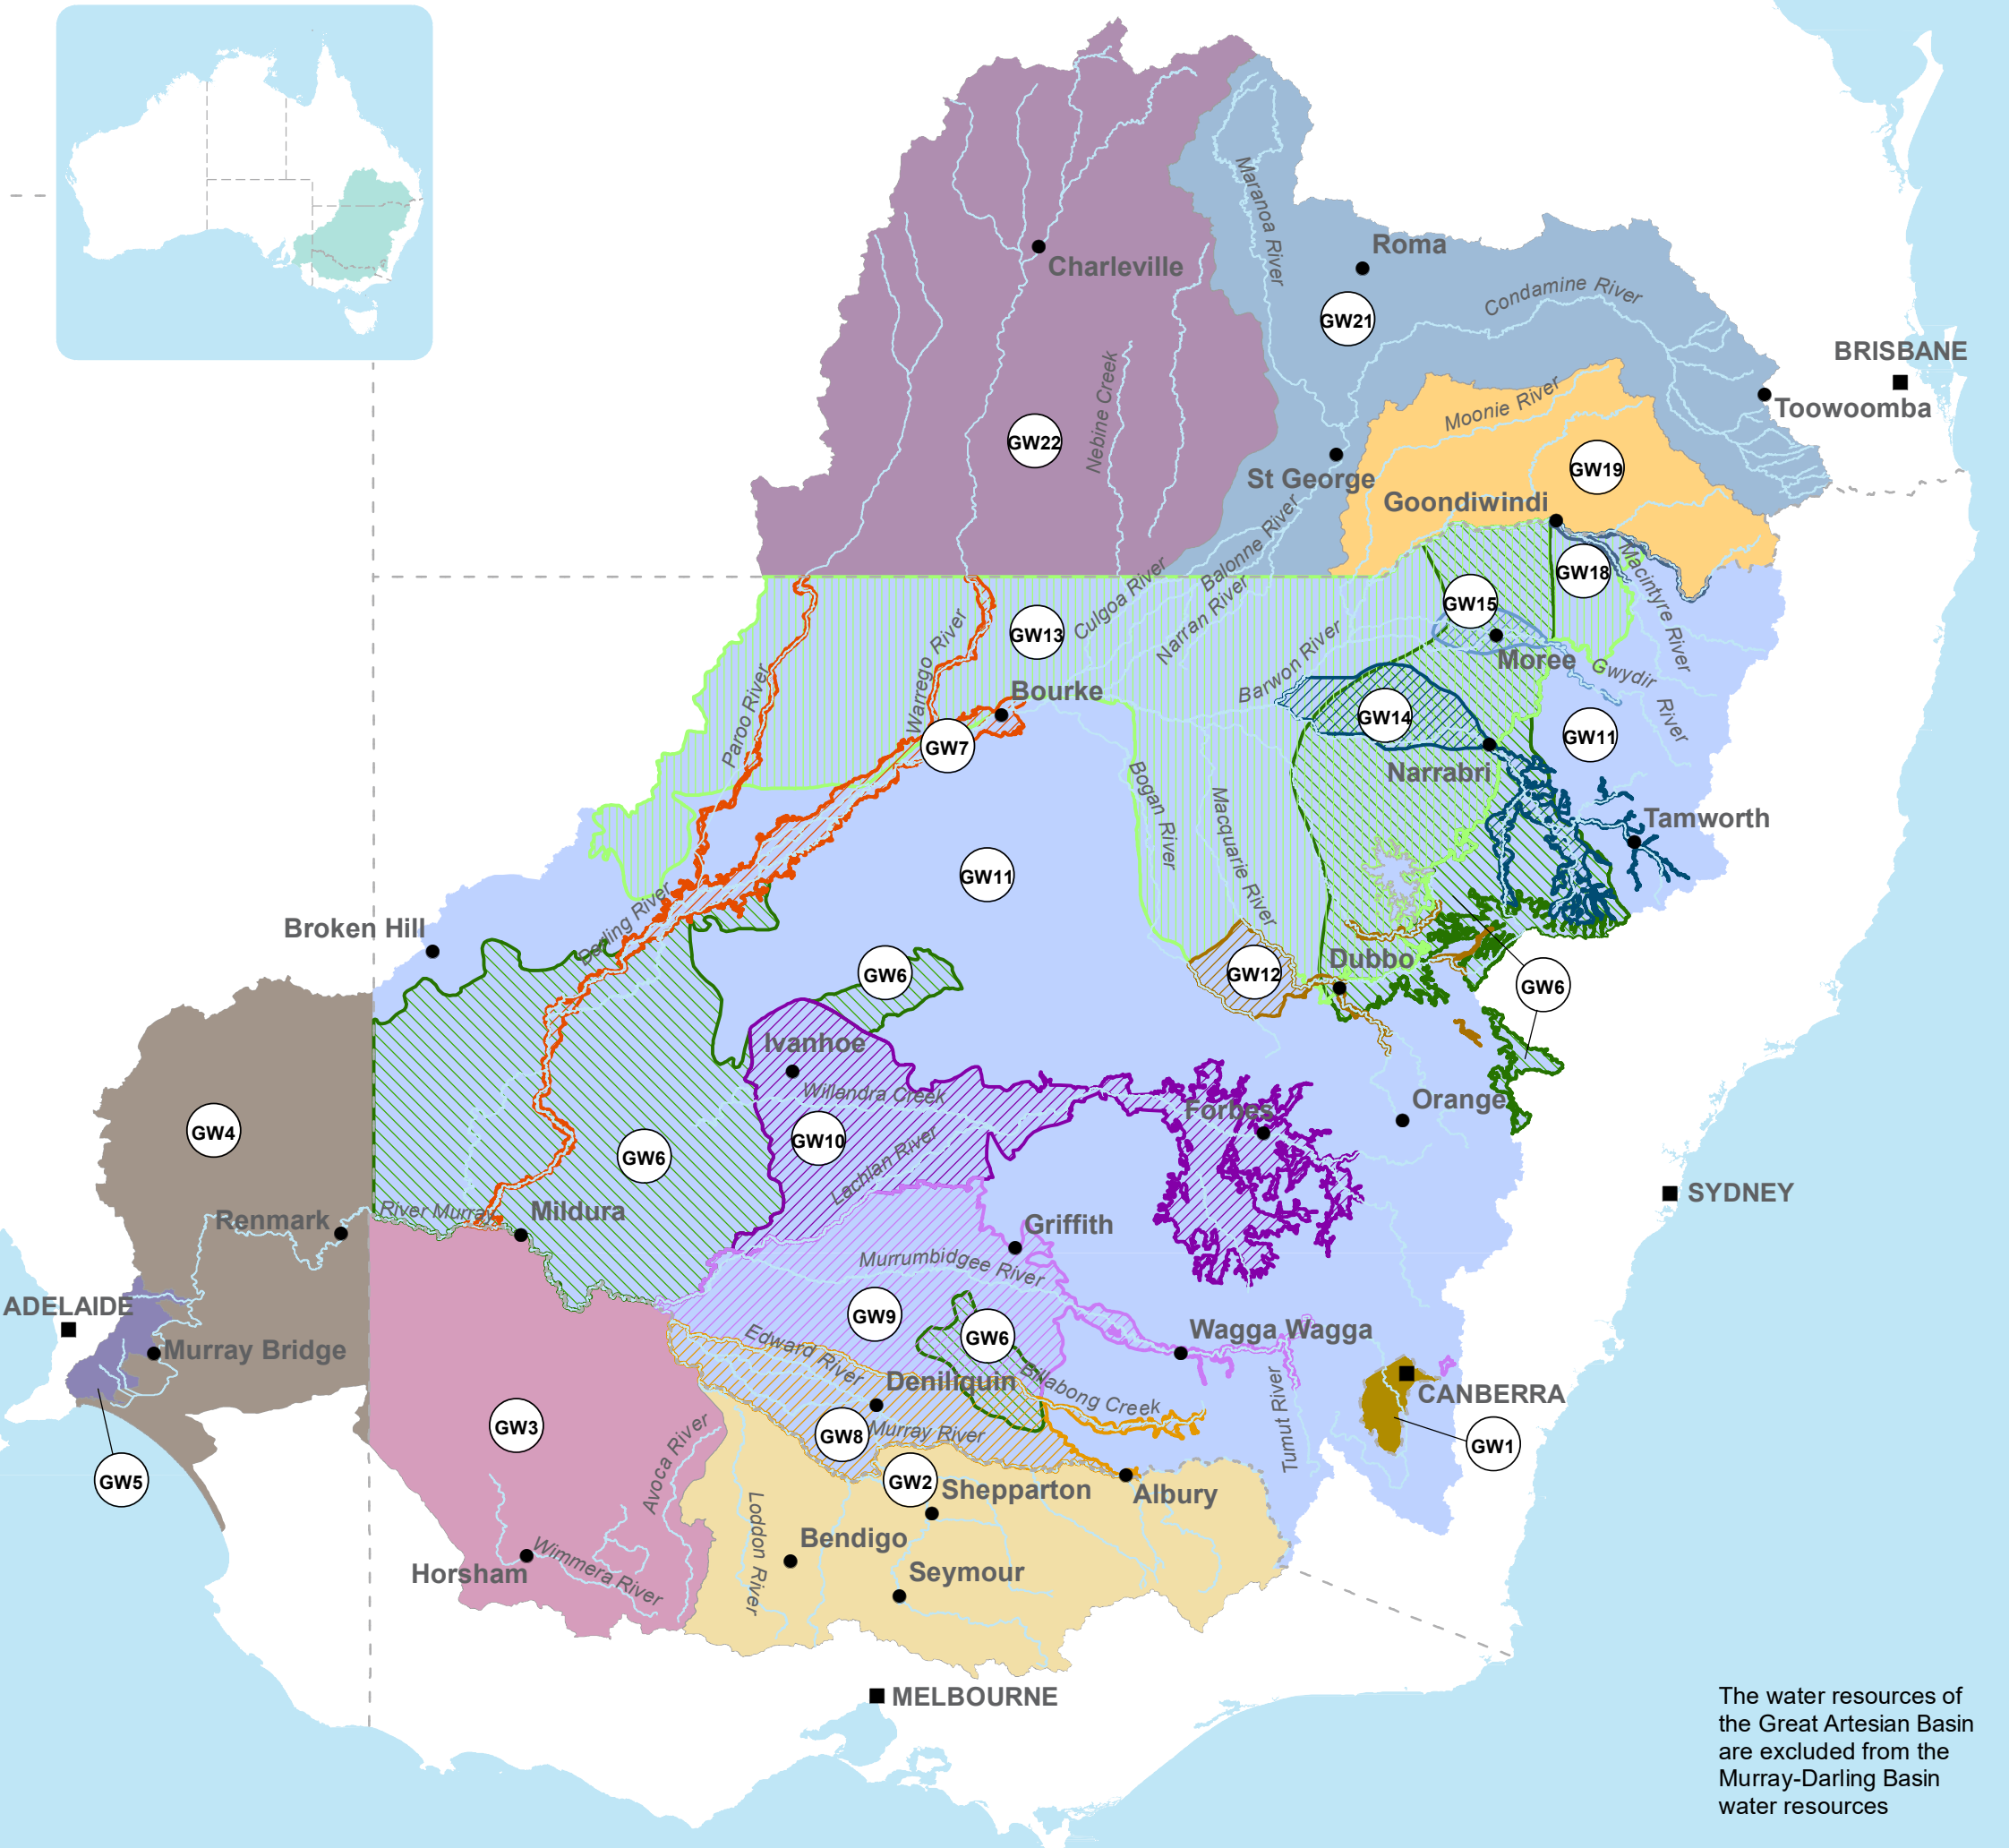 Maranoa River
Roma
Charleville
GW21
Condamine River
BRISBANE
Toowoomba
Moonie River
Nebine Creek
GW22
GW19
St George
Goondiwindi
Balonne River
Culgoa River
Narran River
GW18
Macintyre River
GW15
GW13
Warrego River
Moree
Gwydir
River
Barwon River
Paroo River
Bourke
GW14
GW7
GW11
Narrabri
Bogan River
Macquarie River
Tamworth
GW11
Darling River
Broken Hill
GW6
GW12
Dubbo
GW6
Ivanhoe
Willandra Creek
Orange
Forbes
GW4
GW10
GW6
Lachlan River
SYDNEY
River Murray
Renmark
Mildura
Griffith
Murrumbidgee River
ADELAIDE
GW9
GW6
Wagga Wagga
Murray Bridge
Edward River
Deniliquin
Billabong Creek
Tumut River
CANBERRA
GW3
GW8
Murray River
GW1
GW5
Avoca River
GW2
Shepparton
Albury
Loddon River
Bendigo
Horsham
Wimmera River
Seymour
MELBOURNE
The water resources of
the Great Artesian Basin
are excluded from the
Murray-Darling Basin
water resources